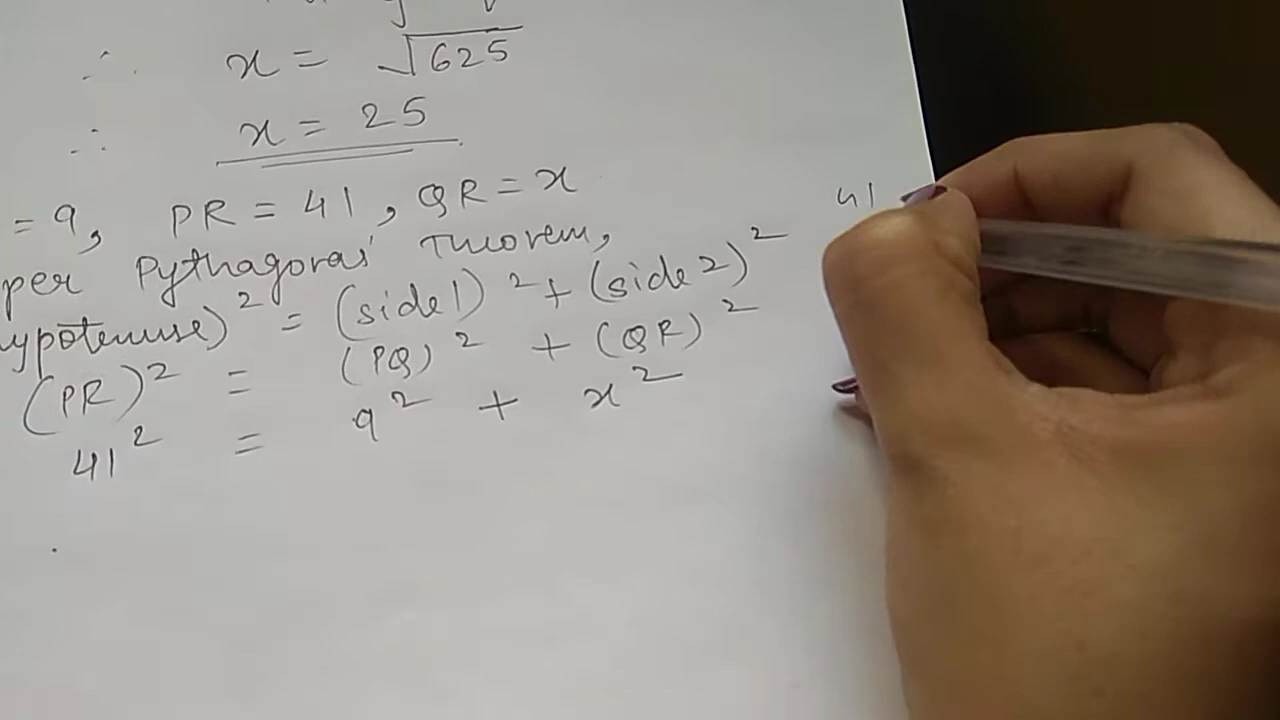 ∴ x = √625
∴ x = 25
= 9, PR = 41, QR = x
per Pythagoras' Theorem,
hypotenuse)² = (side1)² + (side2)²
(PR)² = (PQ)² + (QR)²
41² = 9² + x²
41